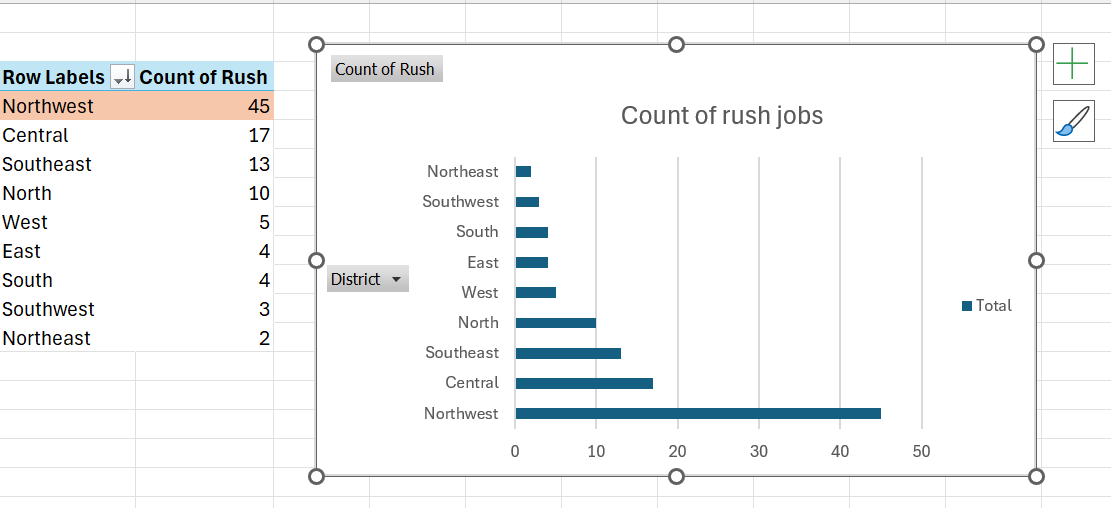 Row Labels Count of Rush
Northwest 45
Central 17
Southeast 13
North 10
West 5
East 4
South 4
Southwest 3
Northeast 2
Count of Rush
Count of rush jobs
Northeast
Southwest
South
East
District
West
North
Southeast
Central
Northwest
Total
0 10 20 30 40 50